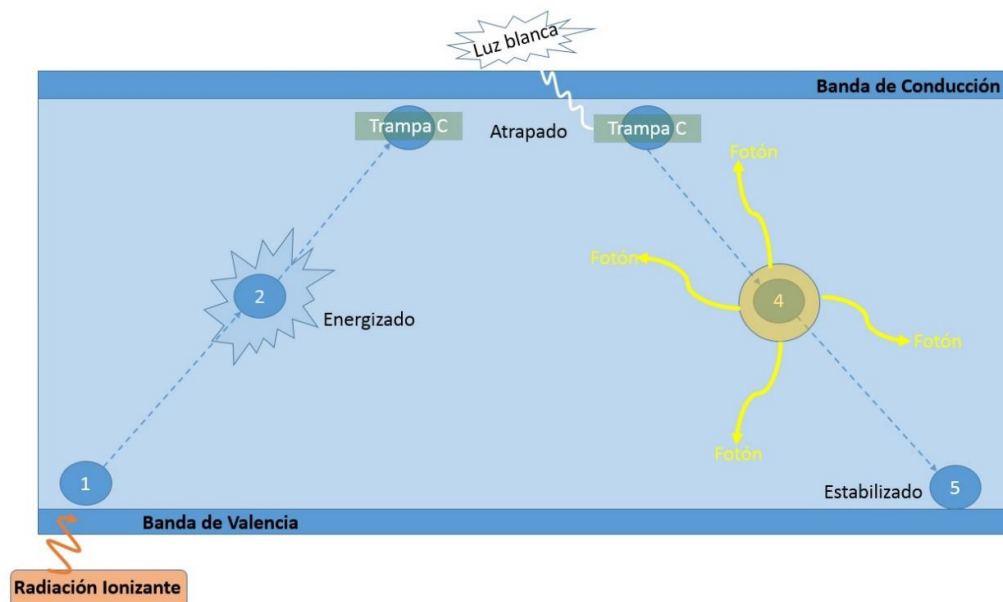 Luz blanca
Banda de Conducción
Trampa C
Atrapado
Trampa C
Fotón
Fotón
2
4
Energizado
Fotón
Fotón
1
Estabilizado
5
Banda de Valencia
Radiación Ionizante